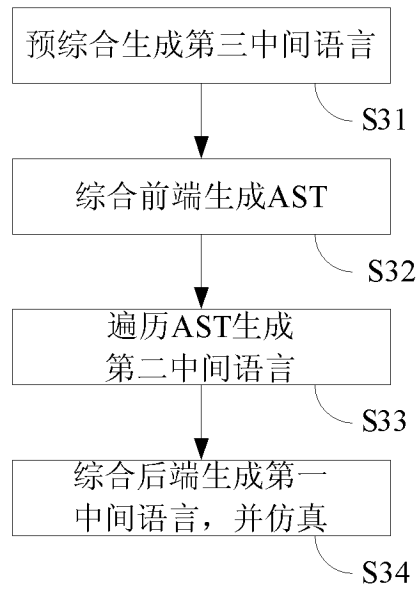 预综合生成第三中间语言
S31
综合前端生成AST
S32
遍历AST生成
第二中间语言
S33
综合后端生成第一
中间语言，并仿真
S34